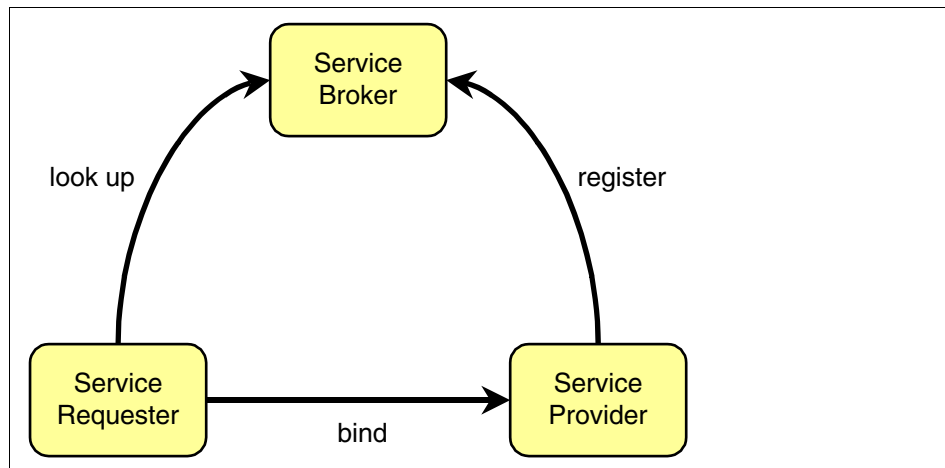 Service
Broker
look up
register
Service
Requester
bind
Service
Provider